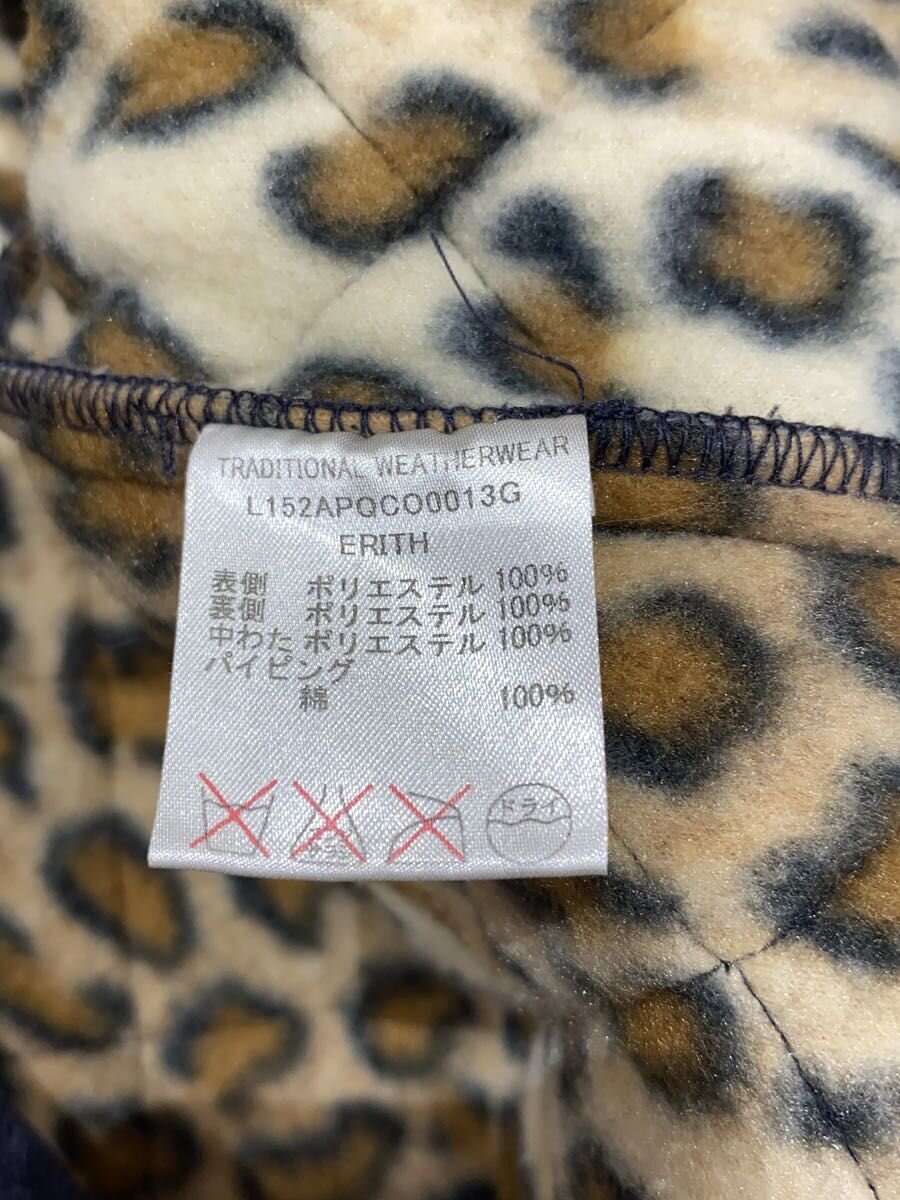 TRADITIONAL WEATHERWEAR
L152APQCO0013G
ERITH
表側 ポリエステル 100%
裏側 ポリエステル 100%
中わた ポリエステル 100%
パイピング
綿 100%
ドライ